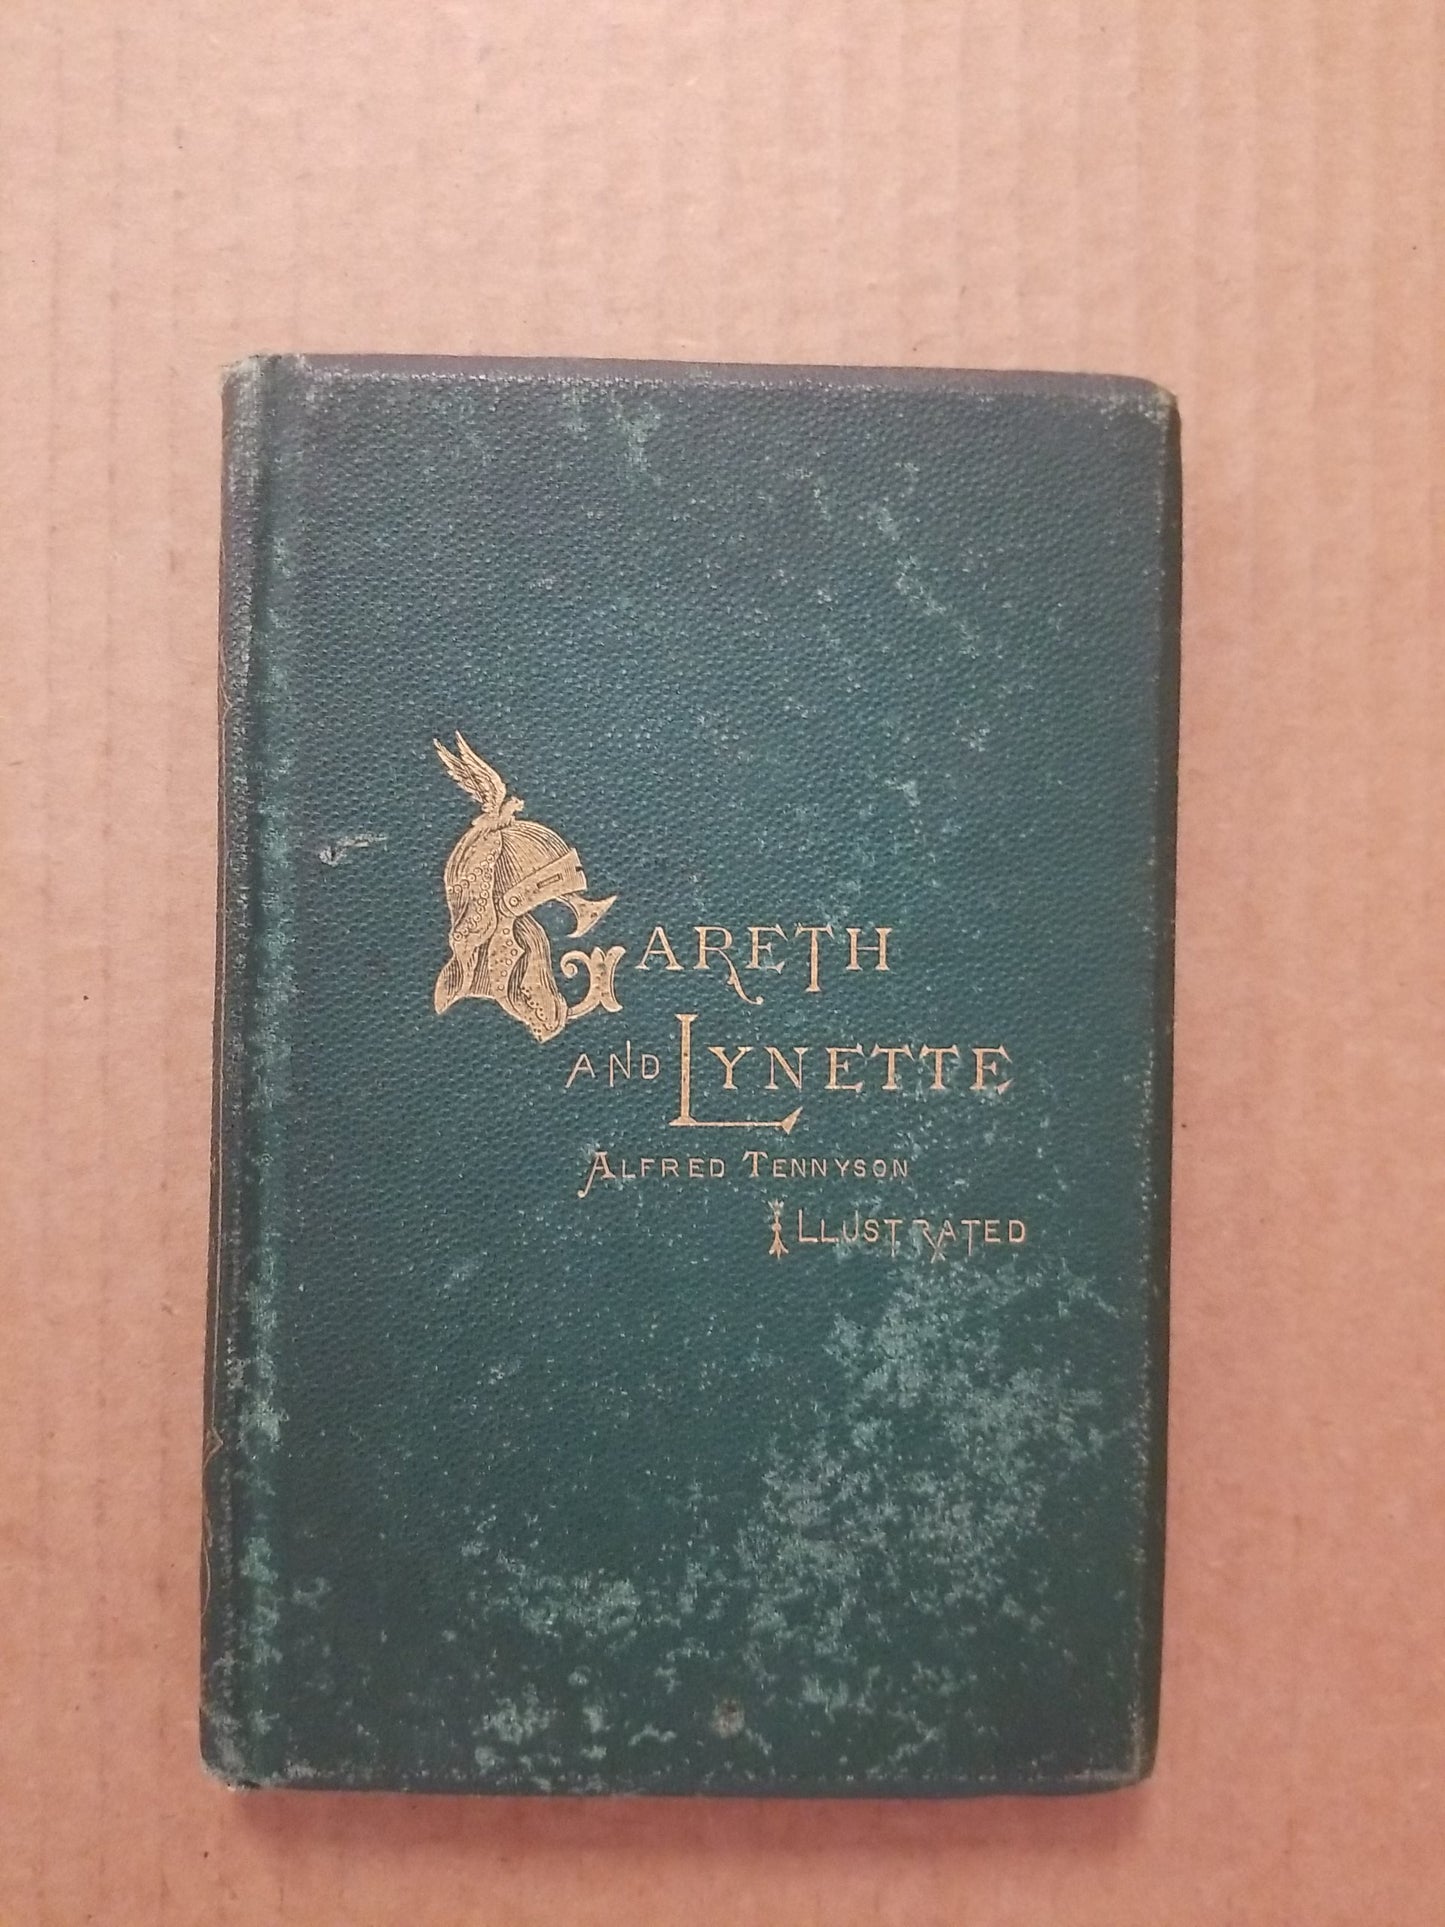 GARETH
AND LYNETTE
ALFRED TENNYSON
ILLUSTRATED